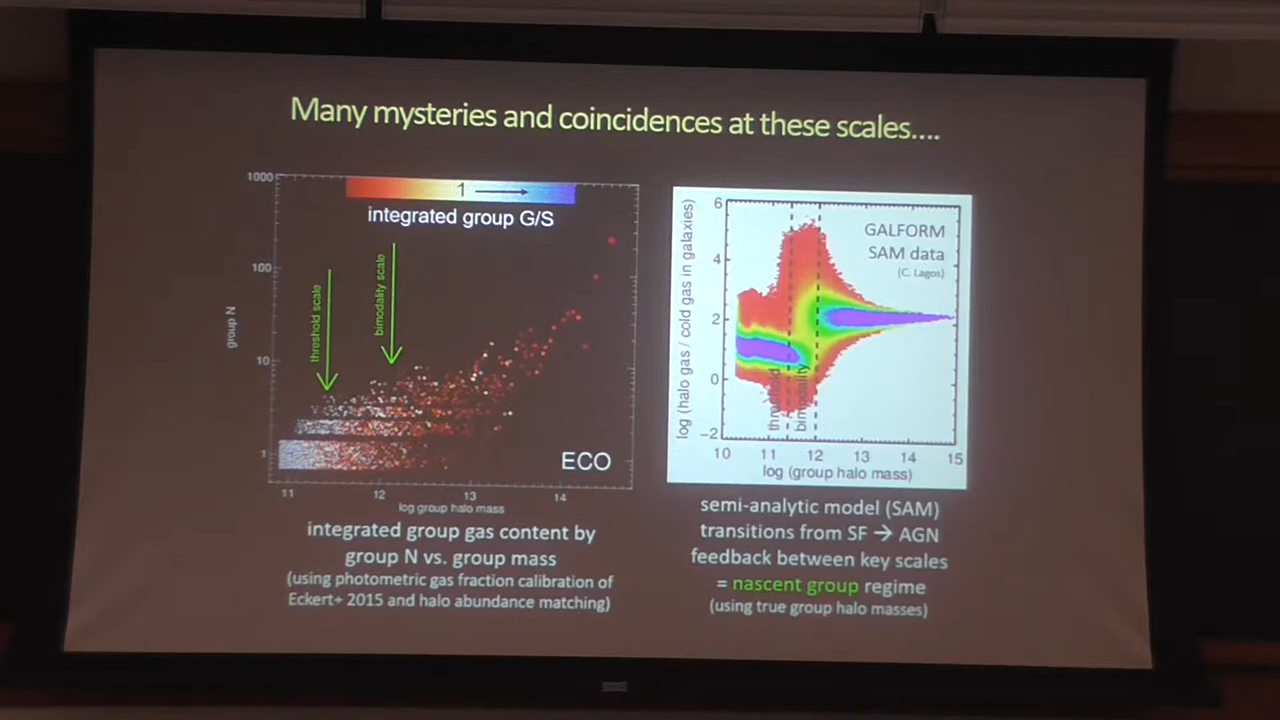 Many mysteries and coincidences at these scales....
1000
100
10
1
group N
1
integrated group G/S
threshold scale
bimodality scale
ECO
11 12 13 14
log group halo mass
integrated group gas content by
group N vs. group mass
(using photometric gas fraction calibration of
Eckert+ 2015 and halo abundance matching)
6
4
2
0
−2
log (halo gas / cold gas in galaxies)
GALFORM
SAM data
(C. Lagos)
threshold
bimodality
10 11 12 13 14 15
log (group halo mass)
semi-analytic model (SAM)
transitions from SF → AGN
feedback between key scales
= nascent group regime
(using true group halo masses)